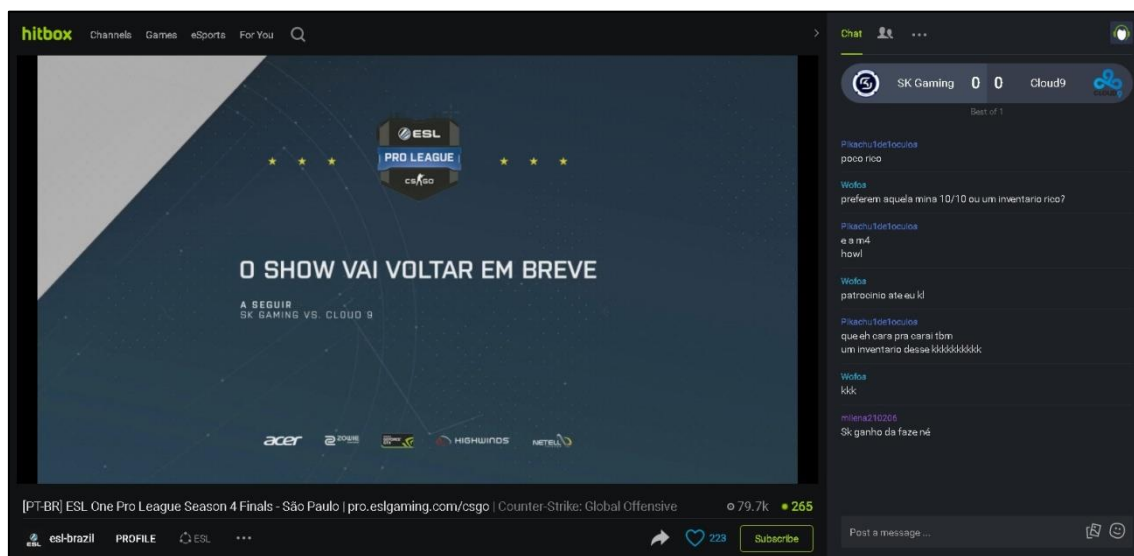 hitbox Channels Games eSports For You
Chat
SK Gaming 0 0 Cloud9
Best of 1
ESL
PRO LEAGUE
CS GO
O SHOW VAI VOLTAR EM BREVE
A SEGUIR
SK GAMING VS. CLOUD 9
acer ZOWIE HIGHWINDS NETELL
[PT-BR] ESL One Pro League Season 4 Finals - São Paulo | pro.eslgaming.com/csgo | Counter-Strike: Global Offensive 79.7k 265
esl-brazil PROFILE ESL 223 Subscribe
Pikachu1de1oculos
poco rico
Wofoa
preferem aquela mina 10/10 ou um inventario rico?
Pikachu1de1oculos
e a m4
howl
Wofoa
patrocinio ate eu kl
Pikachu1de1oculos
que eh cara pra carai tbm
um inventario desse kkkkkkkkkk
Wofoa
kkk
milena210206
Sk ganho da faze né
Post a message ...